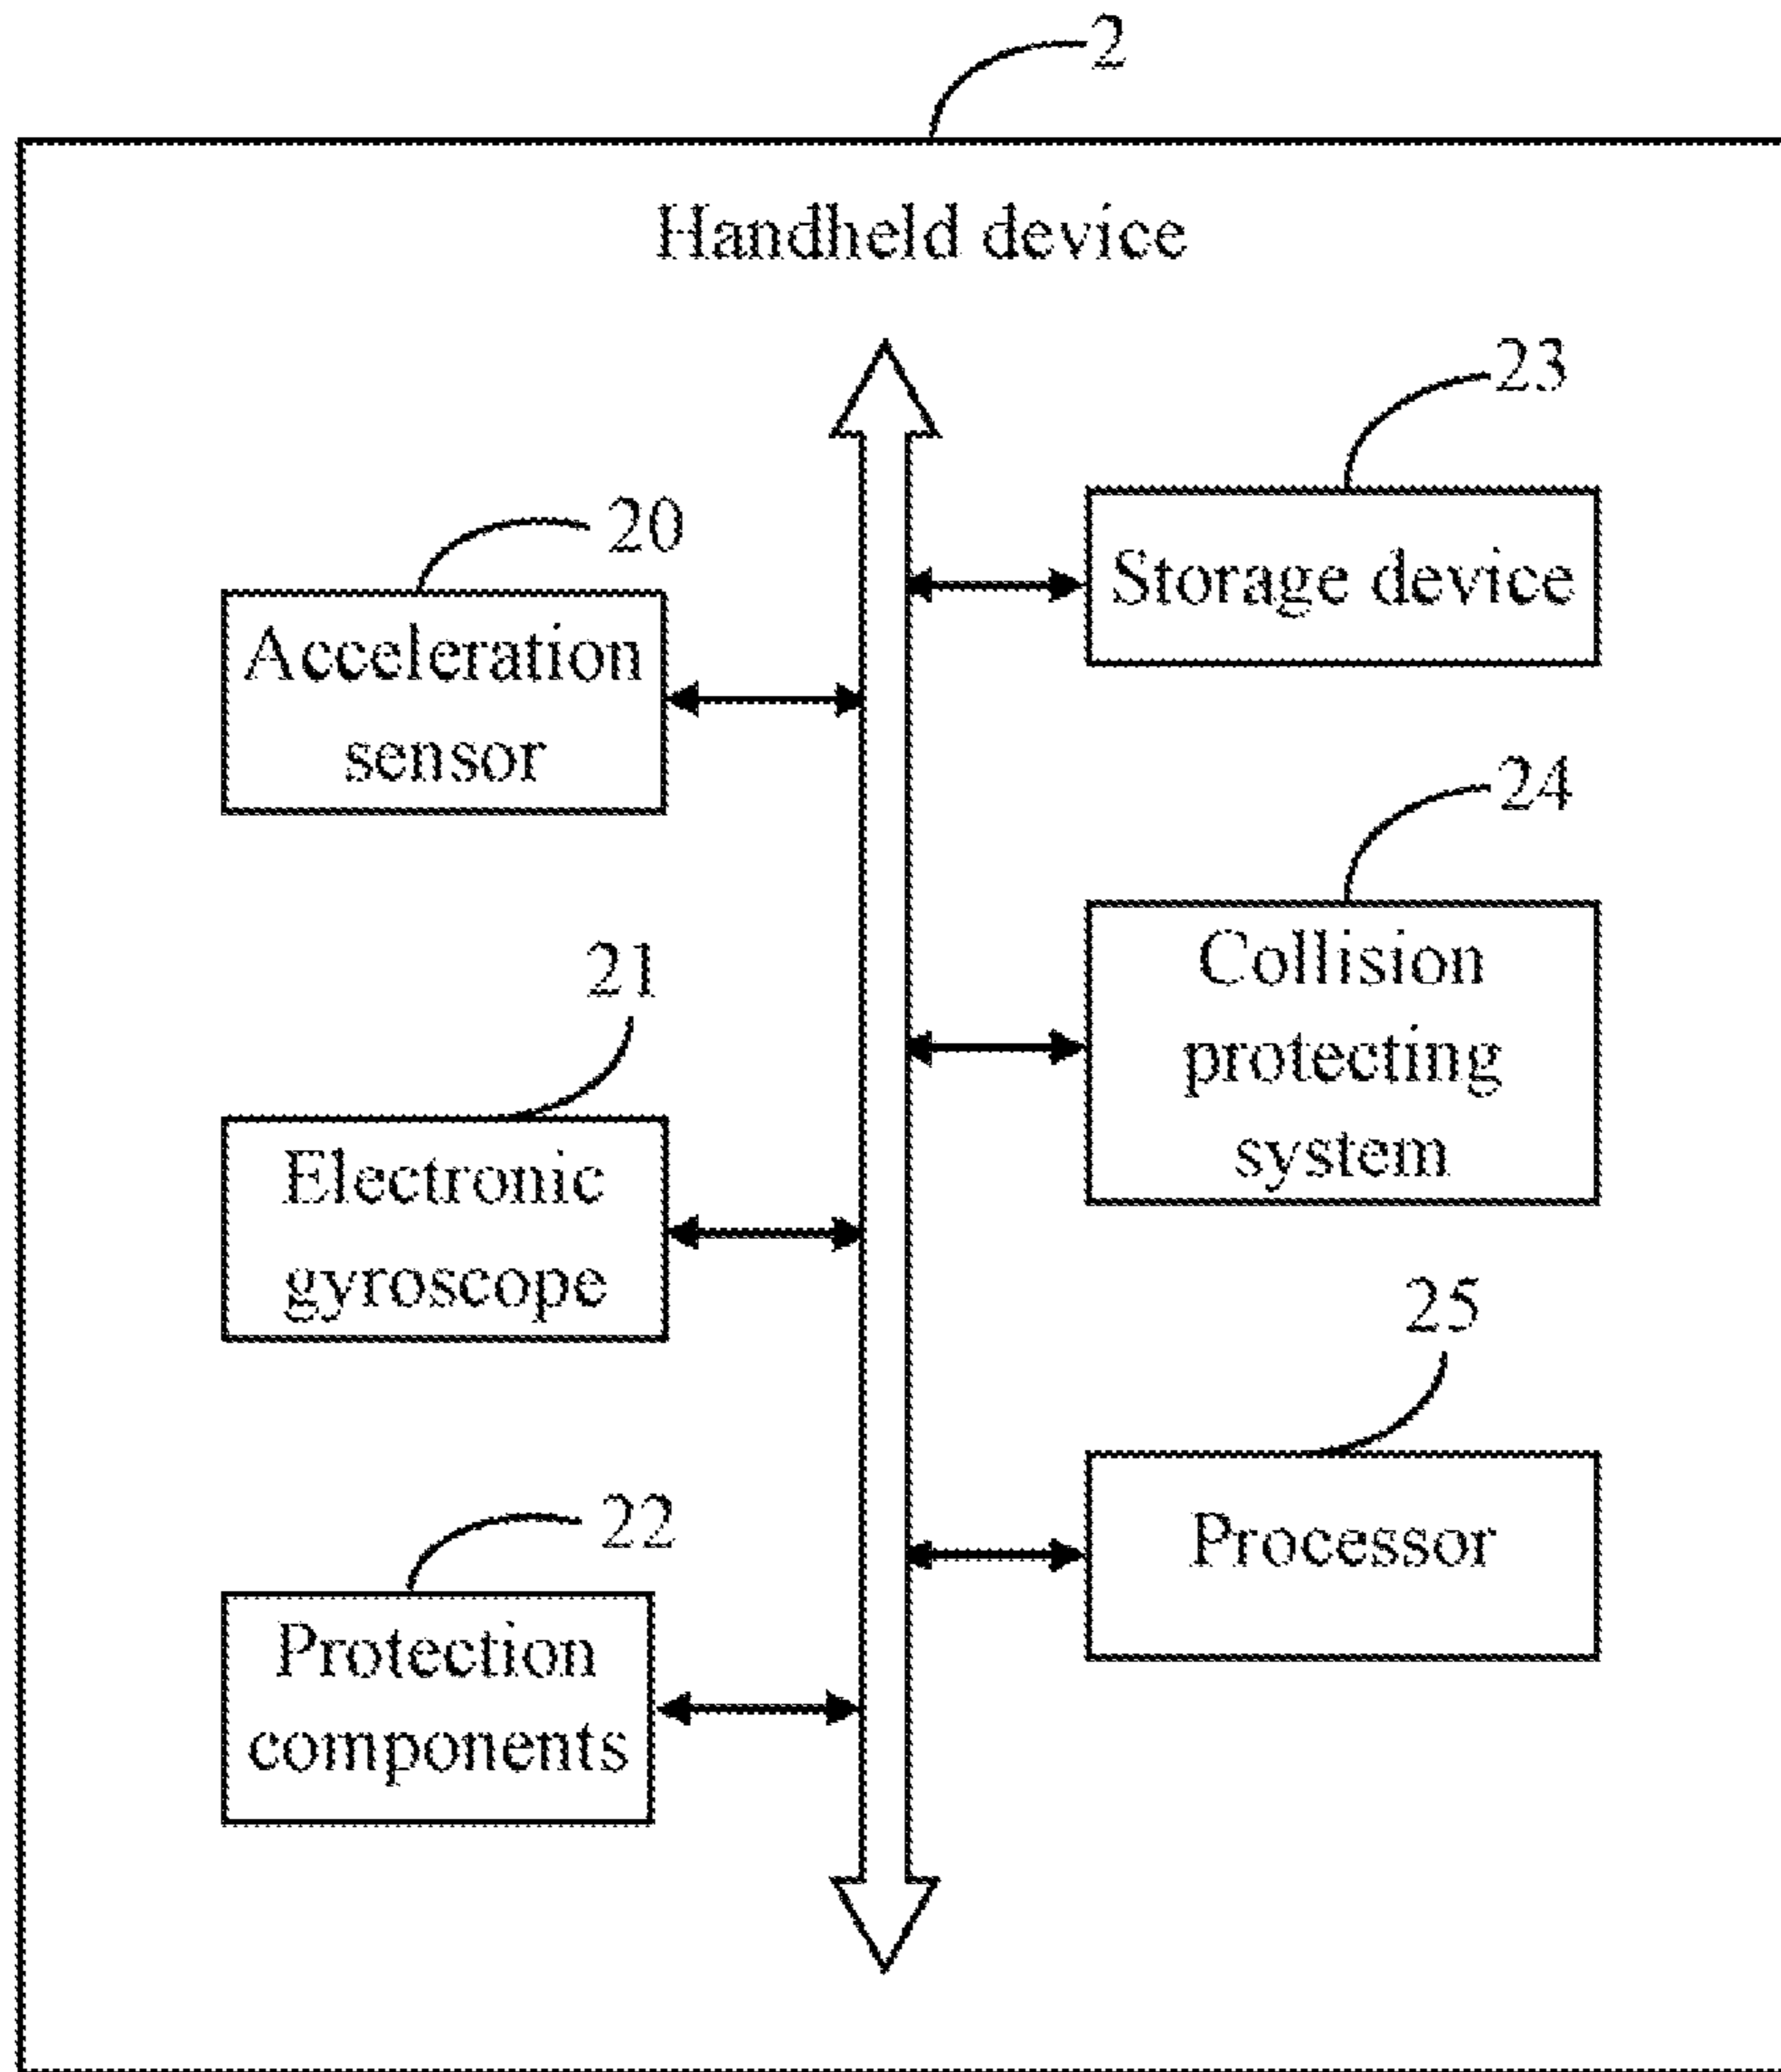 2
Handheld device
20
Acceleration
sensor
21
Electronic
gyroscope
22
Protection
components
23
Storage device
24
Collision
protecting
system
25
Processor